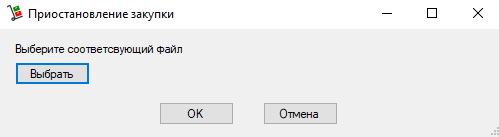 Приостановление закупки
Выберите соответсвующий файл
Выбрать
OK
Отмена